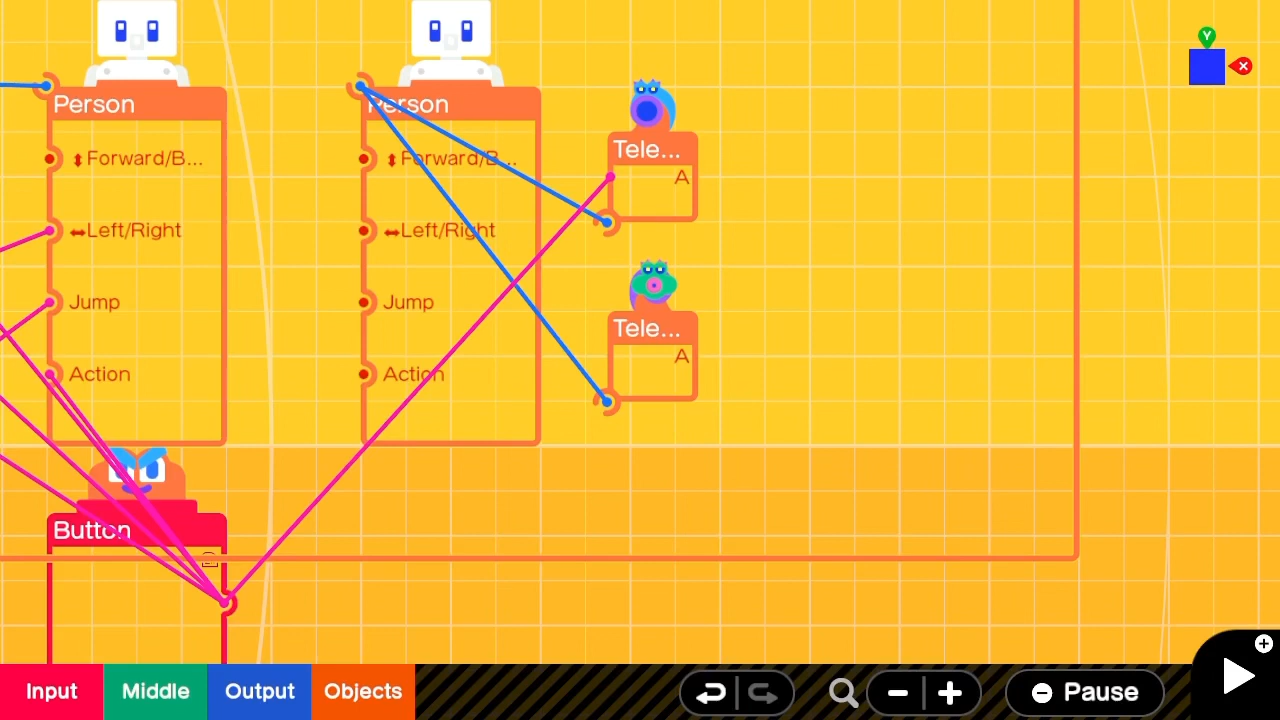 Y
Person
Forward/B...
Left/Right
Jump
Action
Person
Forward/B...
Left/Right
Jump
Action
Tele...
A
Tele...
A
Button
Input
Middle
Output
Objects
Pause